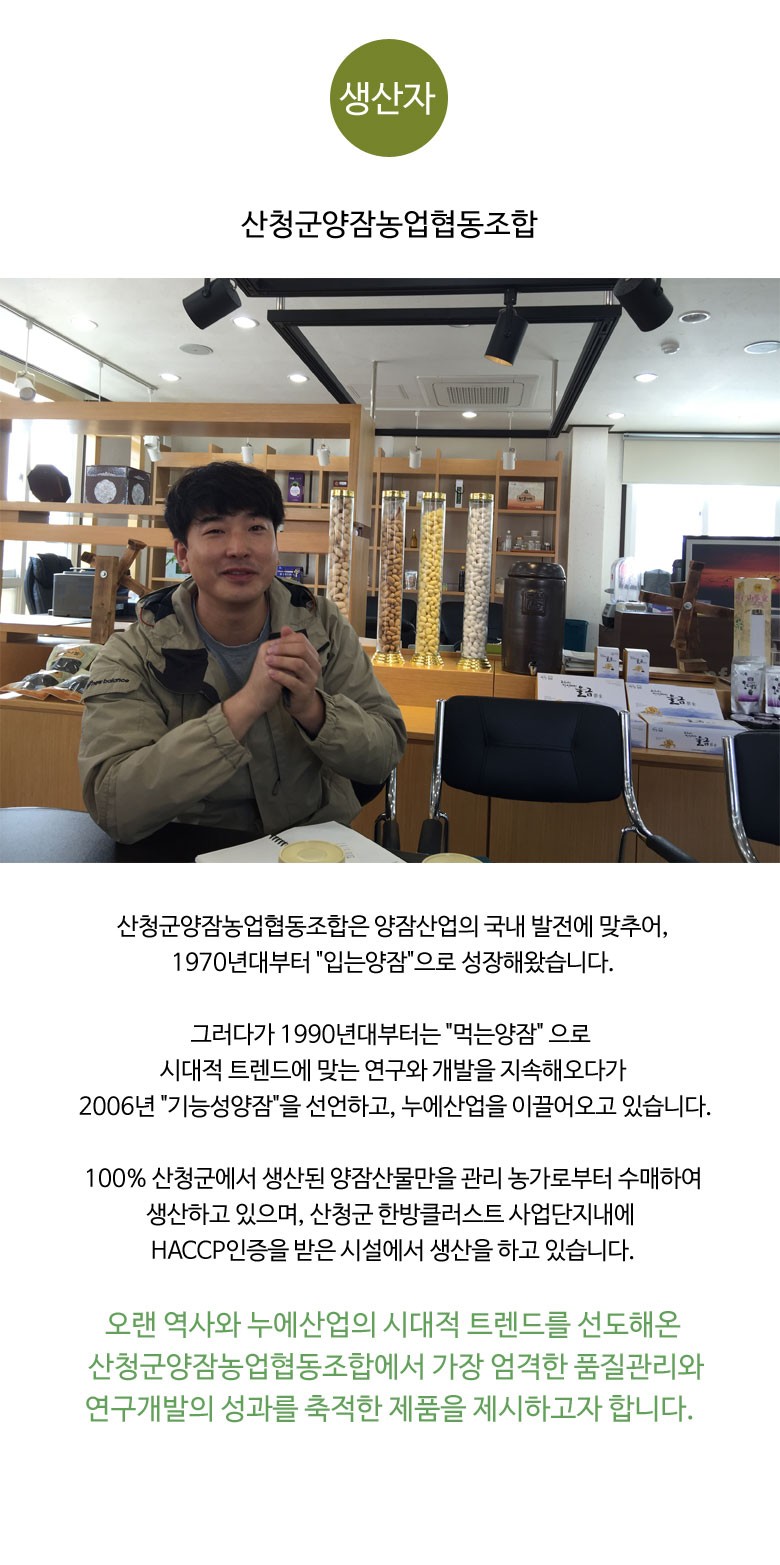 생산자
산청군양잠농업협동조합
new balance
산청군양잠농업협동조합은 양잠산업의 국내 발전에 맞추어,
1970년대부터 "입는양잠"으로 성장해왔습니다.
그러다가 1990년대부터는 "먹는양잠" 으로
시대적 트렌드에 맞는 연구와 개발을 지속해오다가
2006년 "기능성양잠"을 선언하고, 누에산업을 이끌어오고 있습니다.
100% 산청군에서 생산된 양잠산물만을 관리 농가로부터 수매하여
생산하고 있으며, 산청군 한방클러스트 사업단지내에
HACCP인증을 받은 시설에서 생산을 하고 있습니다.
오랜 역사와 누에산업의 시대적 트렌드를 선도해온
산청군양잠농업협동조합에서 가장 엄격한 품질관리와
연구개발의 성과를 축적한 제품을 제시하고자 합니다.